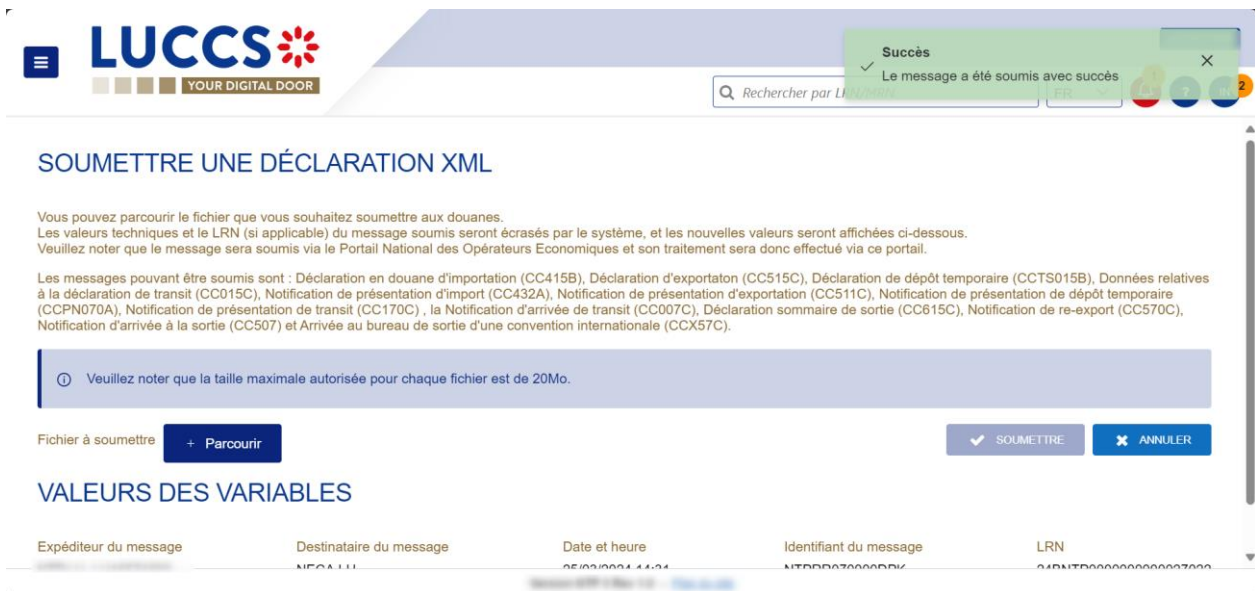 LUCCS
YOUR DIGITAL DOOR
Succès
Le message a été soumis avec succès
Rechercher par LRN/MRN
FR
?
2
SOUMETTRE UNE DÉCLARATION XML
Vous pouvez parcourir le fichier que vous souhaitez soumettre aux douanes.
Les valeurs techniques et le LRN (si applicable) du message soumis seront écrasés par le système, et les nouvelles valeurs seront affichées ci-dessous.
Veuillez noter que le message sera soumis via le Portail National des Opérateurs Economiques et son traitement sera donc effectué via ce portail.
Les messages pouvant être soumis sont : Déclaration en douane d'importation (CC415B), Déclaration d'exportaton (CC515C), Déclaration de dépôt temporaire (CCTS015B), Données relatives
à la déclaration de transit (CC015C), Notification de présentation d'import (CC432A), Notification de présentation d'exportation (CC511C), Notification de présentation de dépôt temporaire
(CCPN070A), Notification de présentation de transit (CC170C) , la Notification d'arrivée de transit (CC007C), Déclaration sommaire de sortie (CC615C), Notification de re-export (CC570C),
Notification d'arrivée à la sortie (CC507) et Arrivée au bureau de sortie d'une convention internationale (CCX57C).
Veuillez noter que la taille maximale autorisée pour chaque fichier est de 20Mo.
Fichier à soumettre + Parcourir SOUMETTRE ANNULER
VALEURS DES VARIABLES
Expéditeur du message Destinataire du message Date et heure Identifiant du message LRN
NECA.LU 25/03/2024 14:31